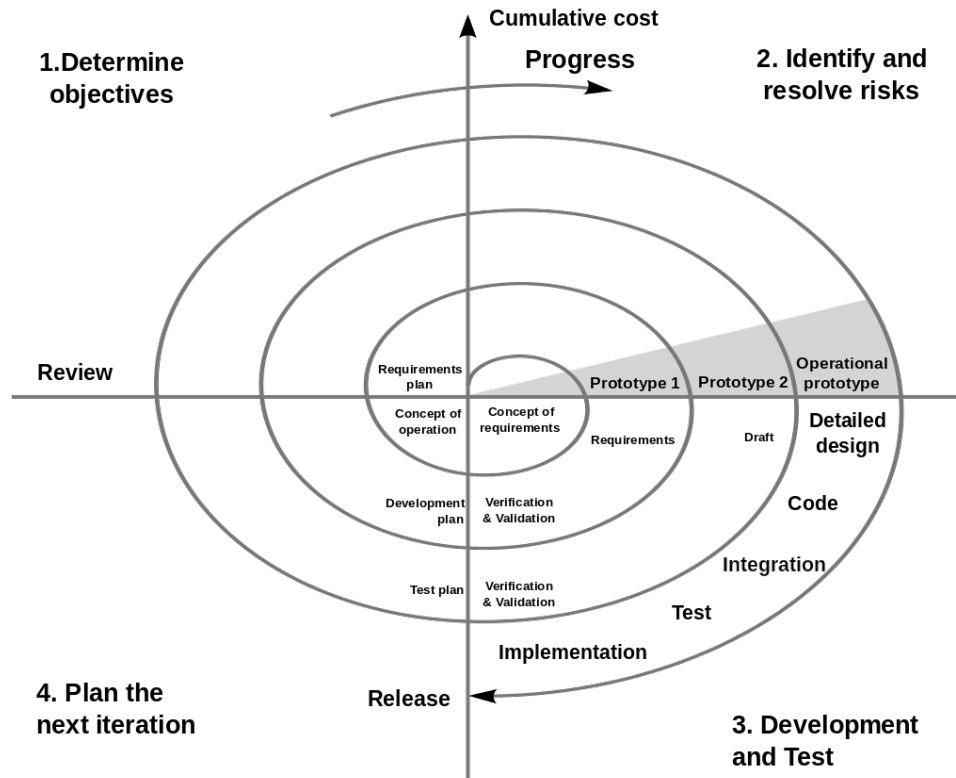 Cumulative cost
Progress
1.Determine
objectives
2. Identify and
resolve risks
Review
Requirements
plan
Prototype 1
Prototype 2
Operational
prototype
Concept of
operation
Concept of
requirements
Requirements
Draft
Detailed
design
Development
plan
Verification
& Validation
Code
Integration
Test plan
Verification
& Validation
Test
Implementation
Release
4. Plan the
next iteration
3. Development
and Test